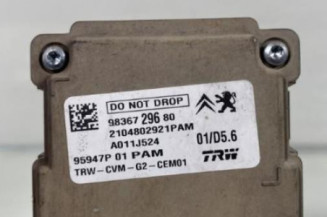 DO NOT DROP
98367 296 80
2104802921PAM
A011J524
01/D5.6
95947P 01 PAM
TRW
TRW-CVM-G2-CEM01